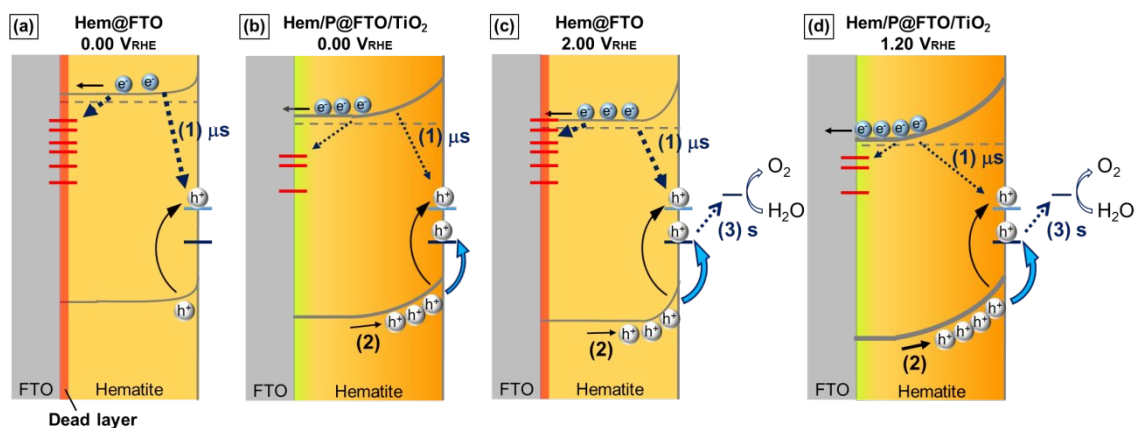 (a) Hem@FTO
0.00 VRHE
e- e-
(1) μs
h+
h+
FTO Hematite
Dead layer
(b) Hem/P@FTO/TiO2
0.00 VRHE
e- e- e-
(1) μs
h+
h+
h+ h+ h+
(2)
FTO Hematite
(c) Hem@FTO
2.00 VRHE
e- e- e-
(1) μs
O2
H2O
h+
h+
(3) s
h+ h+ h+
(2)
FTO Hematite
(d) Hem/P@FTO/TiO2
1.20 VRHE
e- e- e- e-
(1) μs
O2
H2O
h+
h+
(3) s
h+ h+ h+ h+
(2)
FTO Hematite